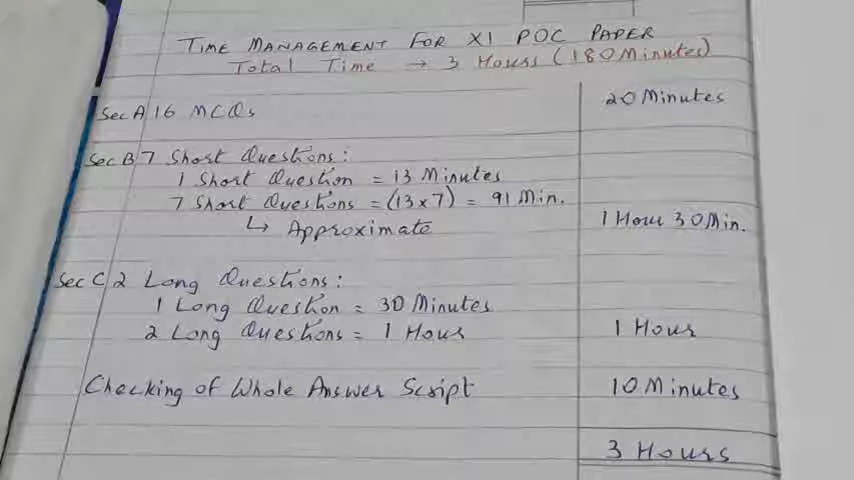 TIME MANAGEMENT FOR XI POC PAPER
Total Time → 3 Hours (180 Minutes)
Sec A 16 MCQs 20 Minutes
Sec B 7 Short Questions:
1 Short Question = 13 Minutes
7 Short Questions = (13x7) = 91 Min.
↳ Approximate 1 Hour 30 Min.
Sec C 2 Long Questions:
1 Long Question = 30 Minutes
2 Long Questions = 1 Hour 1 Hour
Checking of Whole Answer Script 10 Minutes
3 Hours